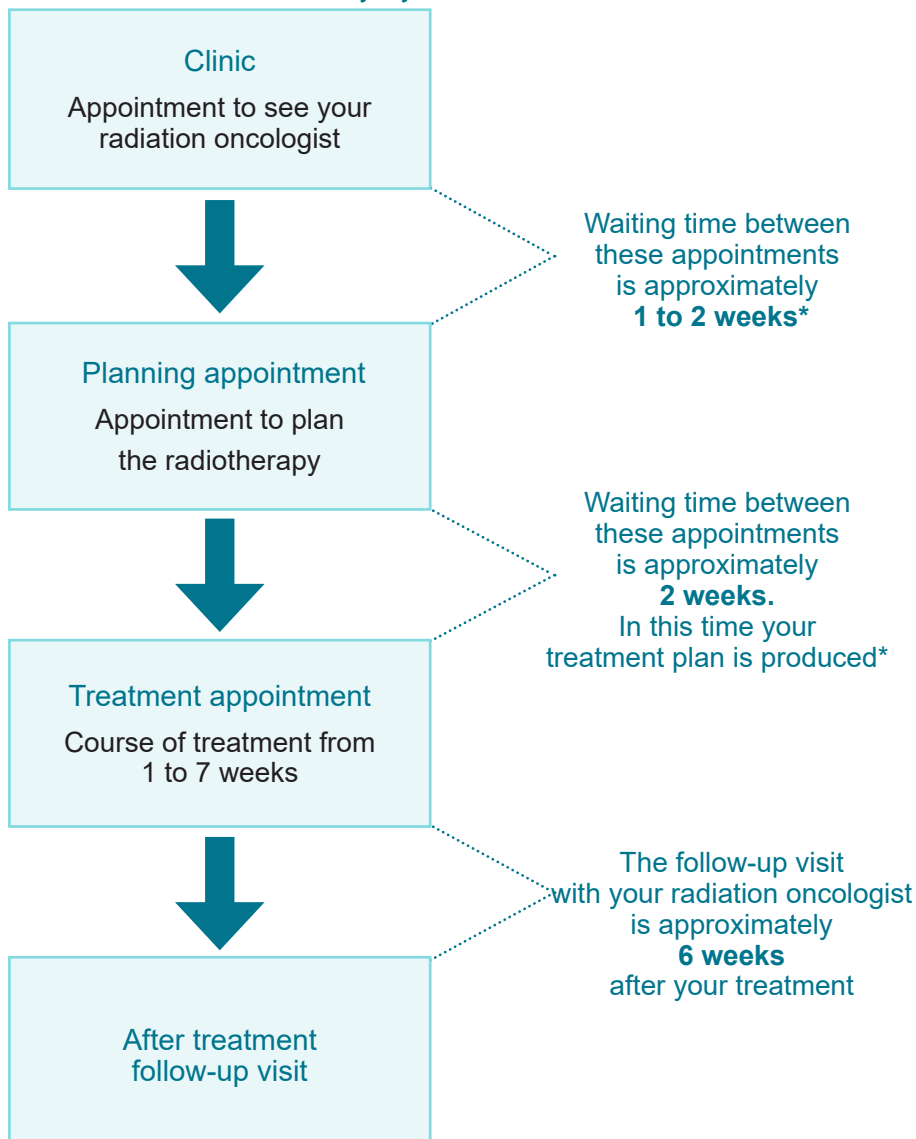 Clinic
Appointment to see your
radiation oncologist
Waiting time between
these appointments
is approximately
1 to 2 weeks*
Planning appointment
Appointment to plan
the radiotherapy
Waiting time between
these appointments
is approximately
2 weeks.
In this time your
treatment plan is produced*
Treatment appointment
Course of treatment from
1 to 7 weeks
The follow-up visit
with your radiation oncologist
is approximately
6 weeks
after your treatment
After treatment
follow-up visit